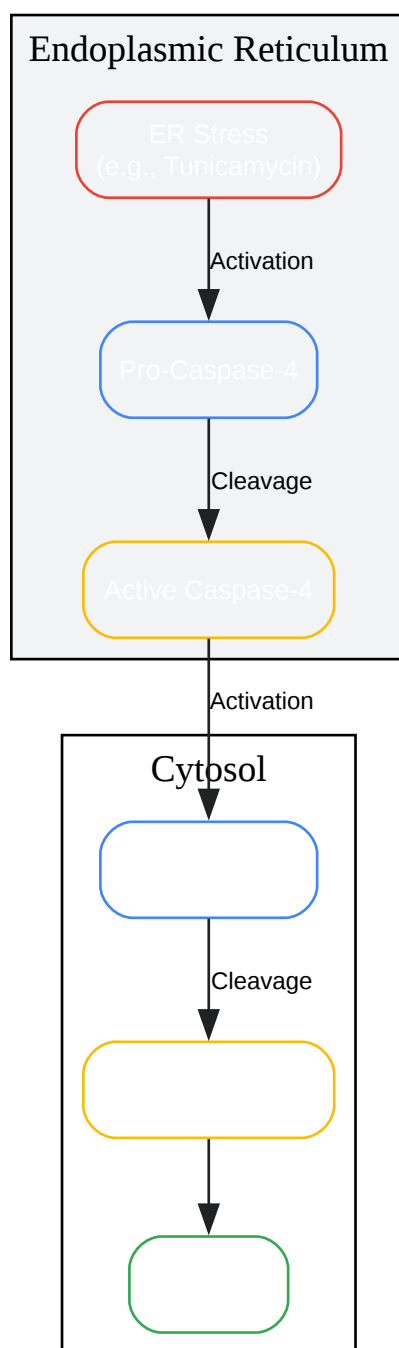 Endoplasmic Reticulum
ER Stress
(e.g., Tunicamycin)
Activation
Pro-Caspase-4
Cleavage
Active Caspase-4
Activation
Cytosol
Cleavage